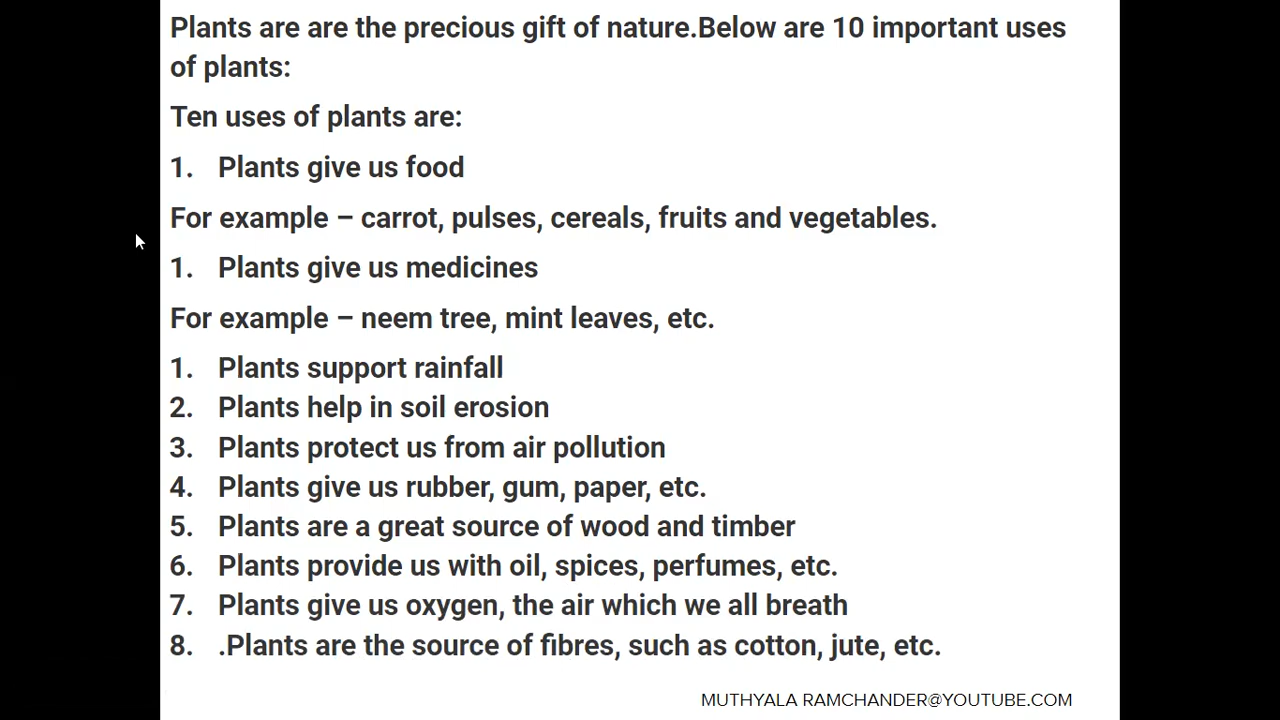 Plants are are the precious gift of nature.Below are 10 important uses
of plants:
Ten uses of plants are:
1. Plants give us food
For example – carrot, pulses, cereals, fruits and vegetables.
1. Plants give us medicines
For example – neem tree, mint leaves, etc.
1. Plants support rainfall
2. Plants help in soil erosion
3. Plants protect us from air pollution
4. Plants give us rubber, gum, paper, etc.
5. Plants are a great source of wood and timber
6. Plants provide us with oil, spices, perfumes, etc.
7. Plants give us oxygen, the air which we all breath
8. .Plants are the source of fibres, such as cotton, jute, etc.
MUTHYALA RAMCHANDER@YOUTUBE.COM